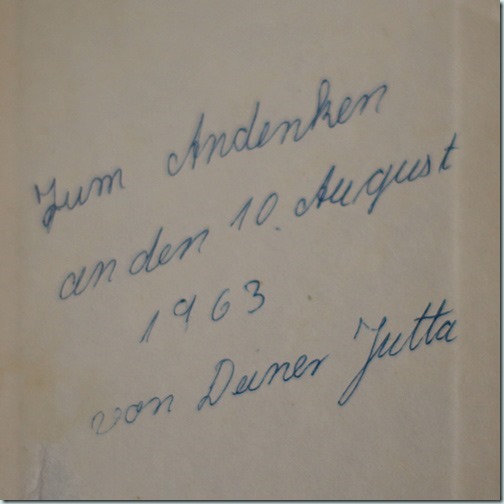 Zum Andenken
an den 10. August
1963
von Deiner Jutta